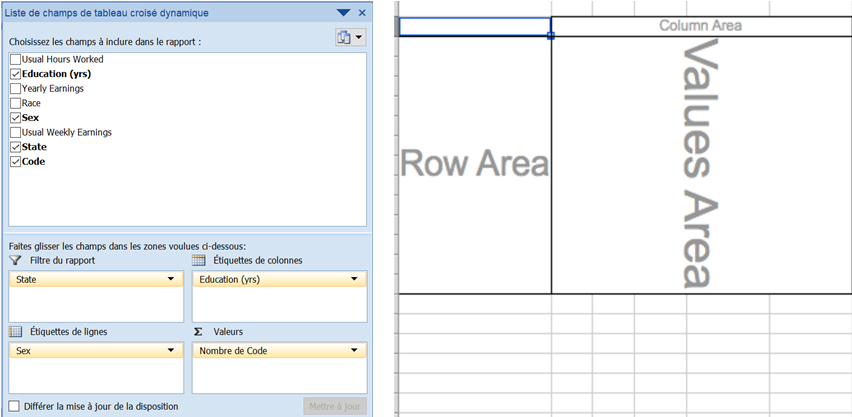 Liste de champs de tableau croisé dynamique
Choisissez les champs à inclure dans le rapport :
Usual Hours Worked
Education (yrs)
Yearly Earnings
Race
Sex
Usual Weekly Earnings
State
Code
Faites glisser les champs dans les zones voulues ci-dessous:
Filtre du rapport
Étiquettes de colonnes
State
Education (yrs)
Étiquettes de lignes
Σ Valeurs
Sex
Nombre de Code
Différer la mise à jour de la disposition
Mettre à jour
Column Area
Row Area
Values Area